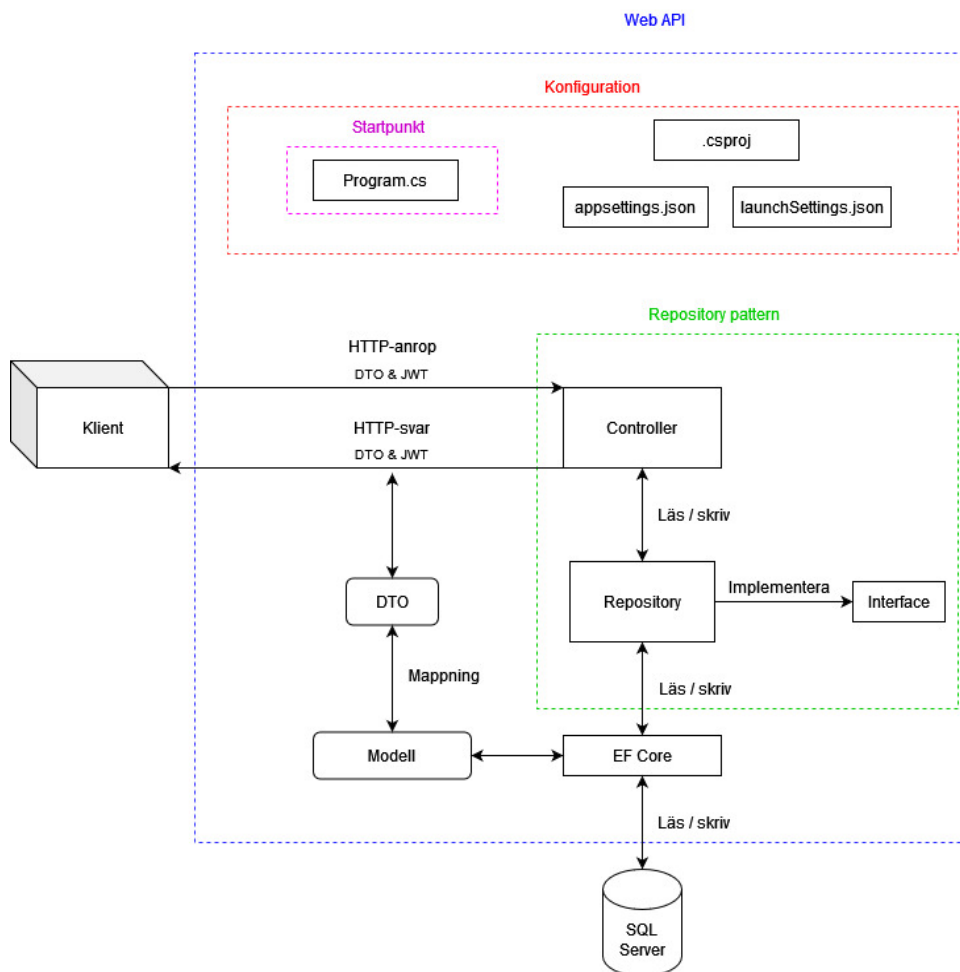 Web API
Konfiguration
Startpunkt
Program.cs
.csproj
appsettings.json
launchSettings.json
Repository pattern
HTTP-anrop
DTO & JWT
Klient
HTTP-svar
DTO & JWT
Controller
Läs / skriv
DTO
Repository
Implementera
Interface
Mappning
Läs / skriv
Modell
EF Core
Läs / skriv
SQL
Server